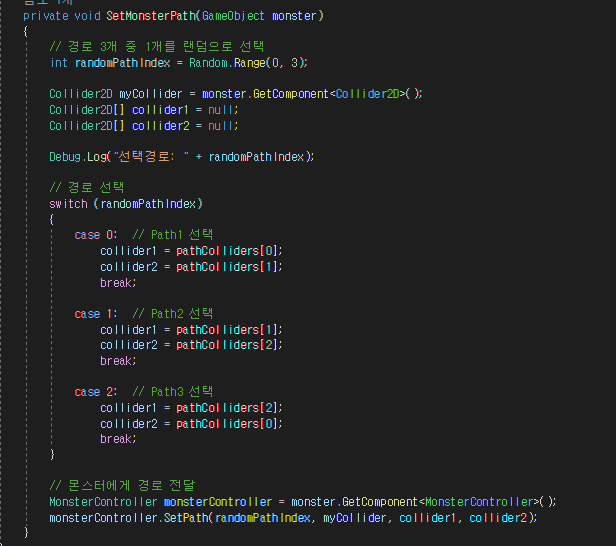 private void SetMonsterPath(GameObject monster)
{
// 경로 3개 중 1개를 랜덤으로 선택
int randomPathIndex = Random.Range(0, 3);
Collider2D myCollider = monster.GetComponent<Collider2D>();
Collider2D[] collider1 = null;
Collider2D[] collider2 = null;
Debug.Log("선택경로: " + randomPathIndex);
// 경로 선택
switch (randomPathIndex)
{
case 0:  // Path1 선택
collider1 = pathColliders[0];
collider2 = pathColliders[1];
break;
case 1:  // Path2 선택
collider1 = pathColliders[1];
collider2 = pathColliders[2];
break;
case 2:  // Path3 선택
collider1 = pathColliders[2];
collider2 = pathColliders[0];
break;
}
// 몬스터에게 경로 전달
MonsterController monsterController = monster.GetComponent<MonsterController>();
monsterController.SetPath(randomPathIndex, myCollider, collider1, collider2);
}